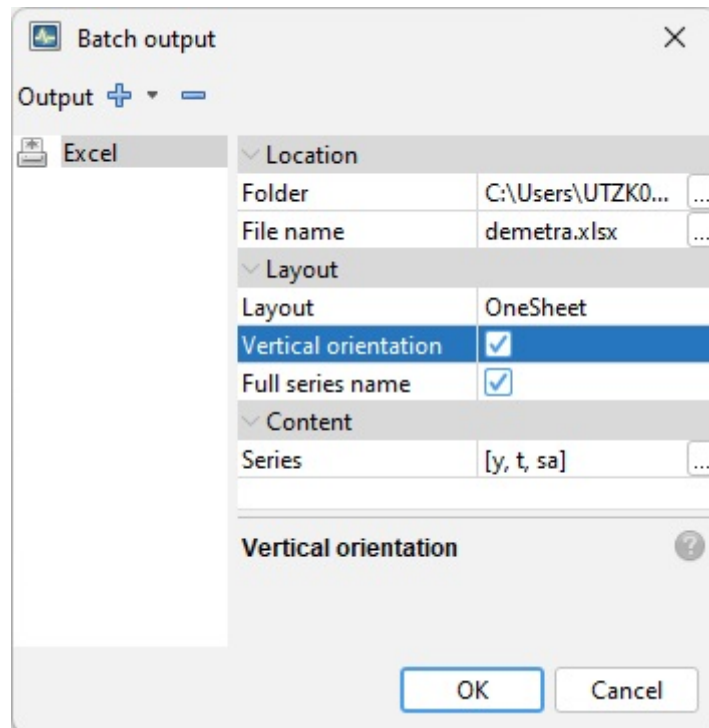 Batch output
Output
Excel
Location
Folder C:\Users\UTZK0... ...
File name demetra.xlsx ...
Layout
Layout OneSheet
Vertical orientation
Full series name
Content
Series [y, t, sa] ...
Vertical orientation
?
OK Cancel